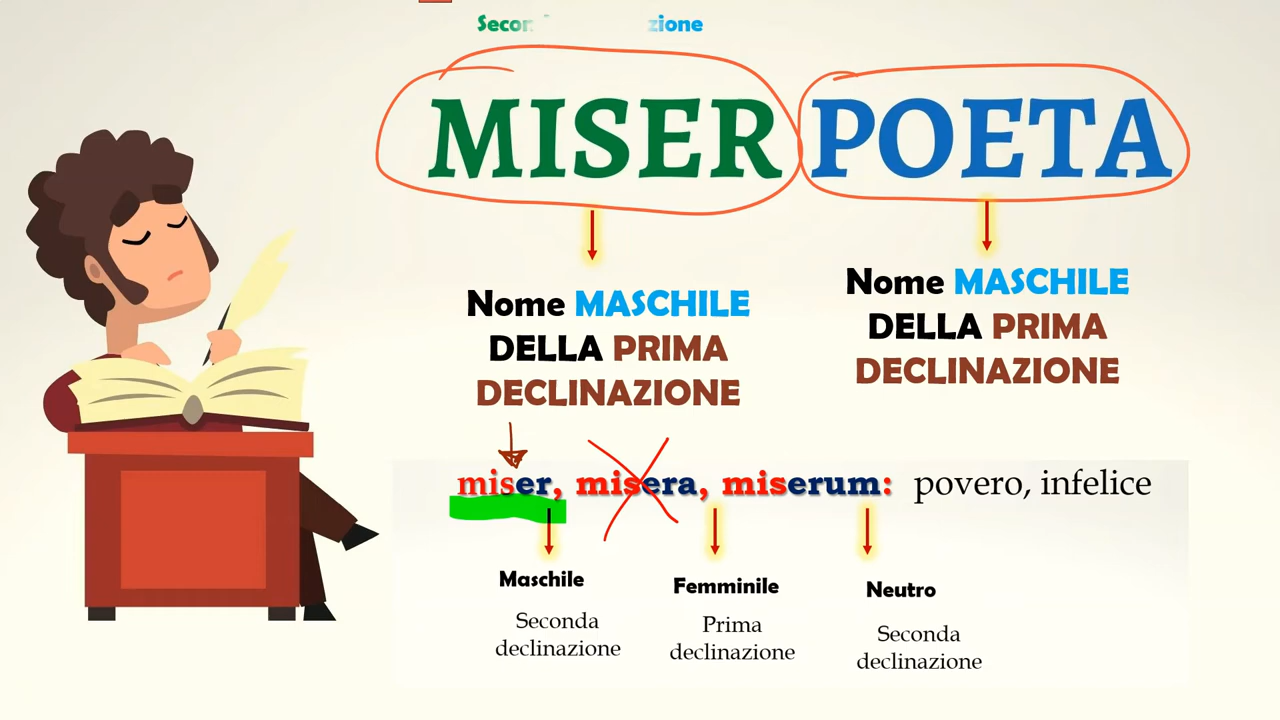 zione
MISER POETA
Nome MASCHILE
DELLA PRIMA
DECLINAZIONE
Nome MASCHILE
DELLA PRIMA
DECLINAZIONE
miser, misera, miserum: povero, infelice
Maschile
Seconda
declinazione
Femminile
Prima
declinazione
Neutro
Seconda
declinazione